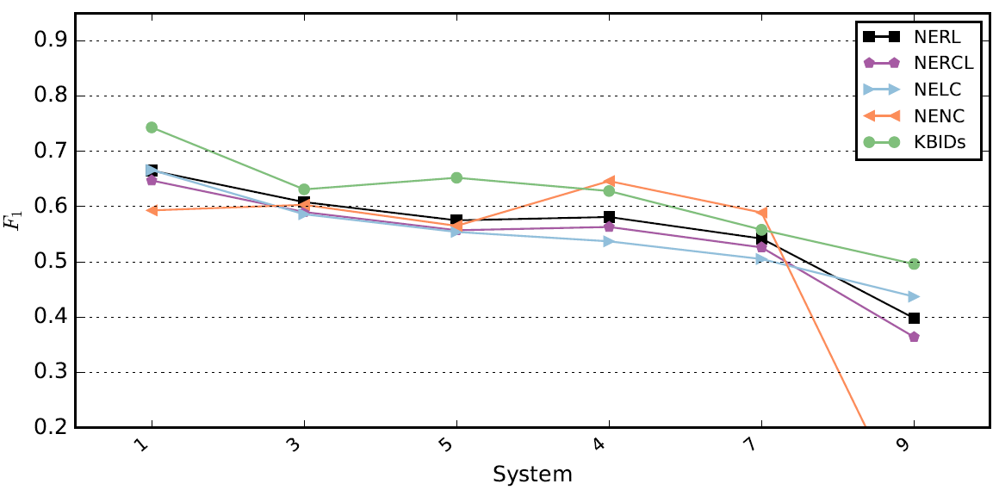 0.9
0.8
0.7
0.6
0.5
0.4
0.3
0.2
F1
1
3
5
4
7
9
System
NERL
NERCL
NELC
NENC
KBIDs